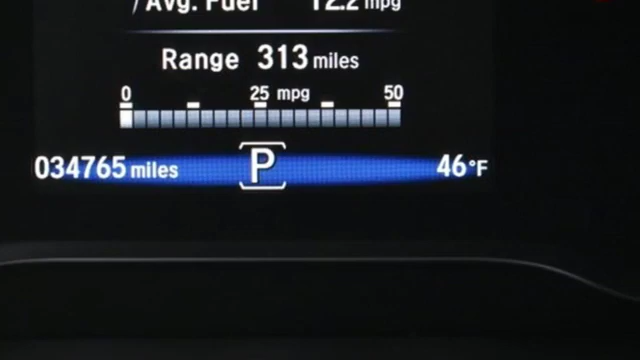 /Avg. Fuel 12.2 mpg
Range 313 miles
0 25 mpg 50
034765 miles P 46°F